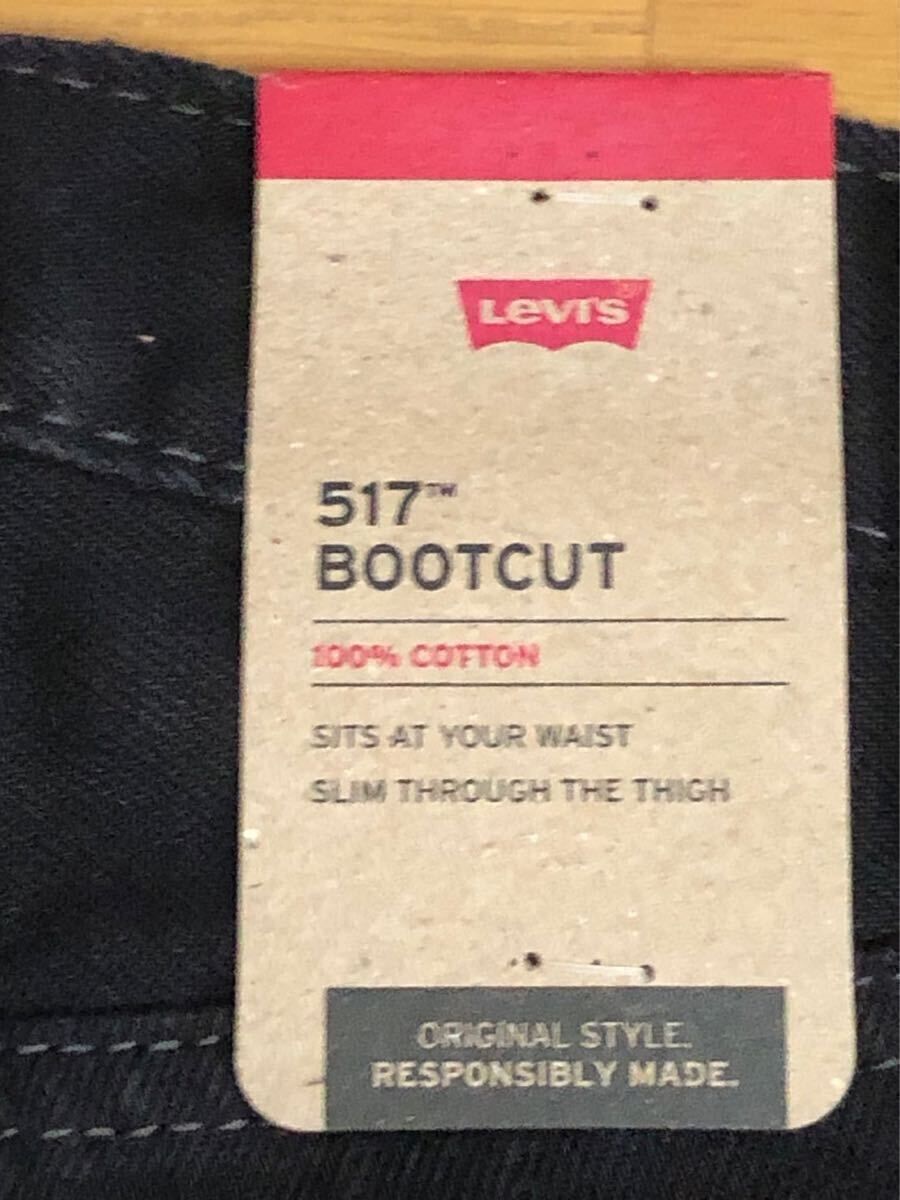 Levi's®
517™
BOOTCUT
100% COTTON
SITS AT YOUR WAIST
SLIM THROUGH THE THIGH
ORIGINAL STYLE.
RESPONSIBLY MADE.